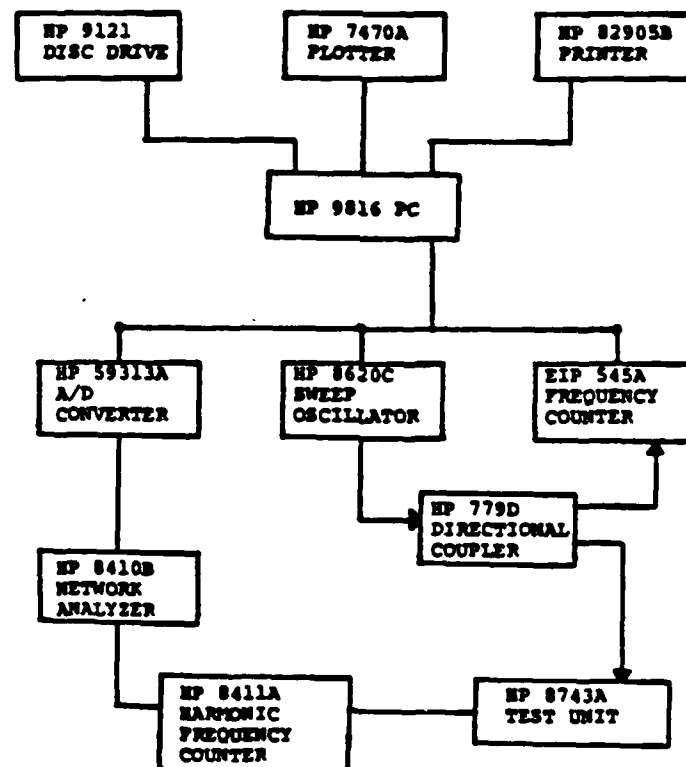 HP 9121
DISC DRIVE
HP 7470A
PLOTTER
HP 82905B
PRINTER
HP 9816 PC
HP 59313A
A/D
CONVERTER
HP 8620C
SWEEP
OSCILLATOR
EIP 545A
FREQUENCY
COUNTER
HP 779D
DIRECTIONAL
COUPLER
HP 8410B
NETWORK
ANALYZER
HP 8411A
HARMONIC
FREQUENCY
COUNTER
HP 8743A
TEST UNIT